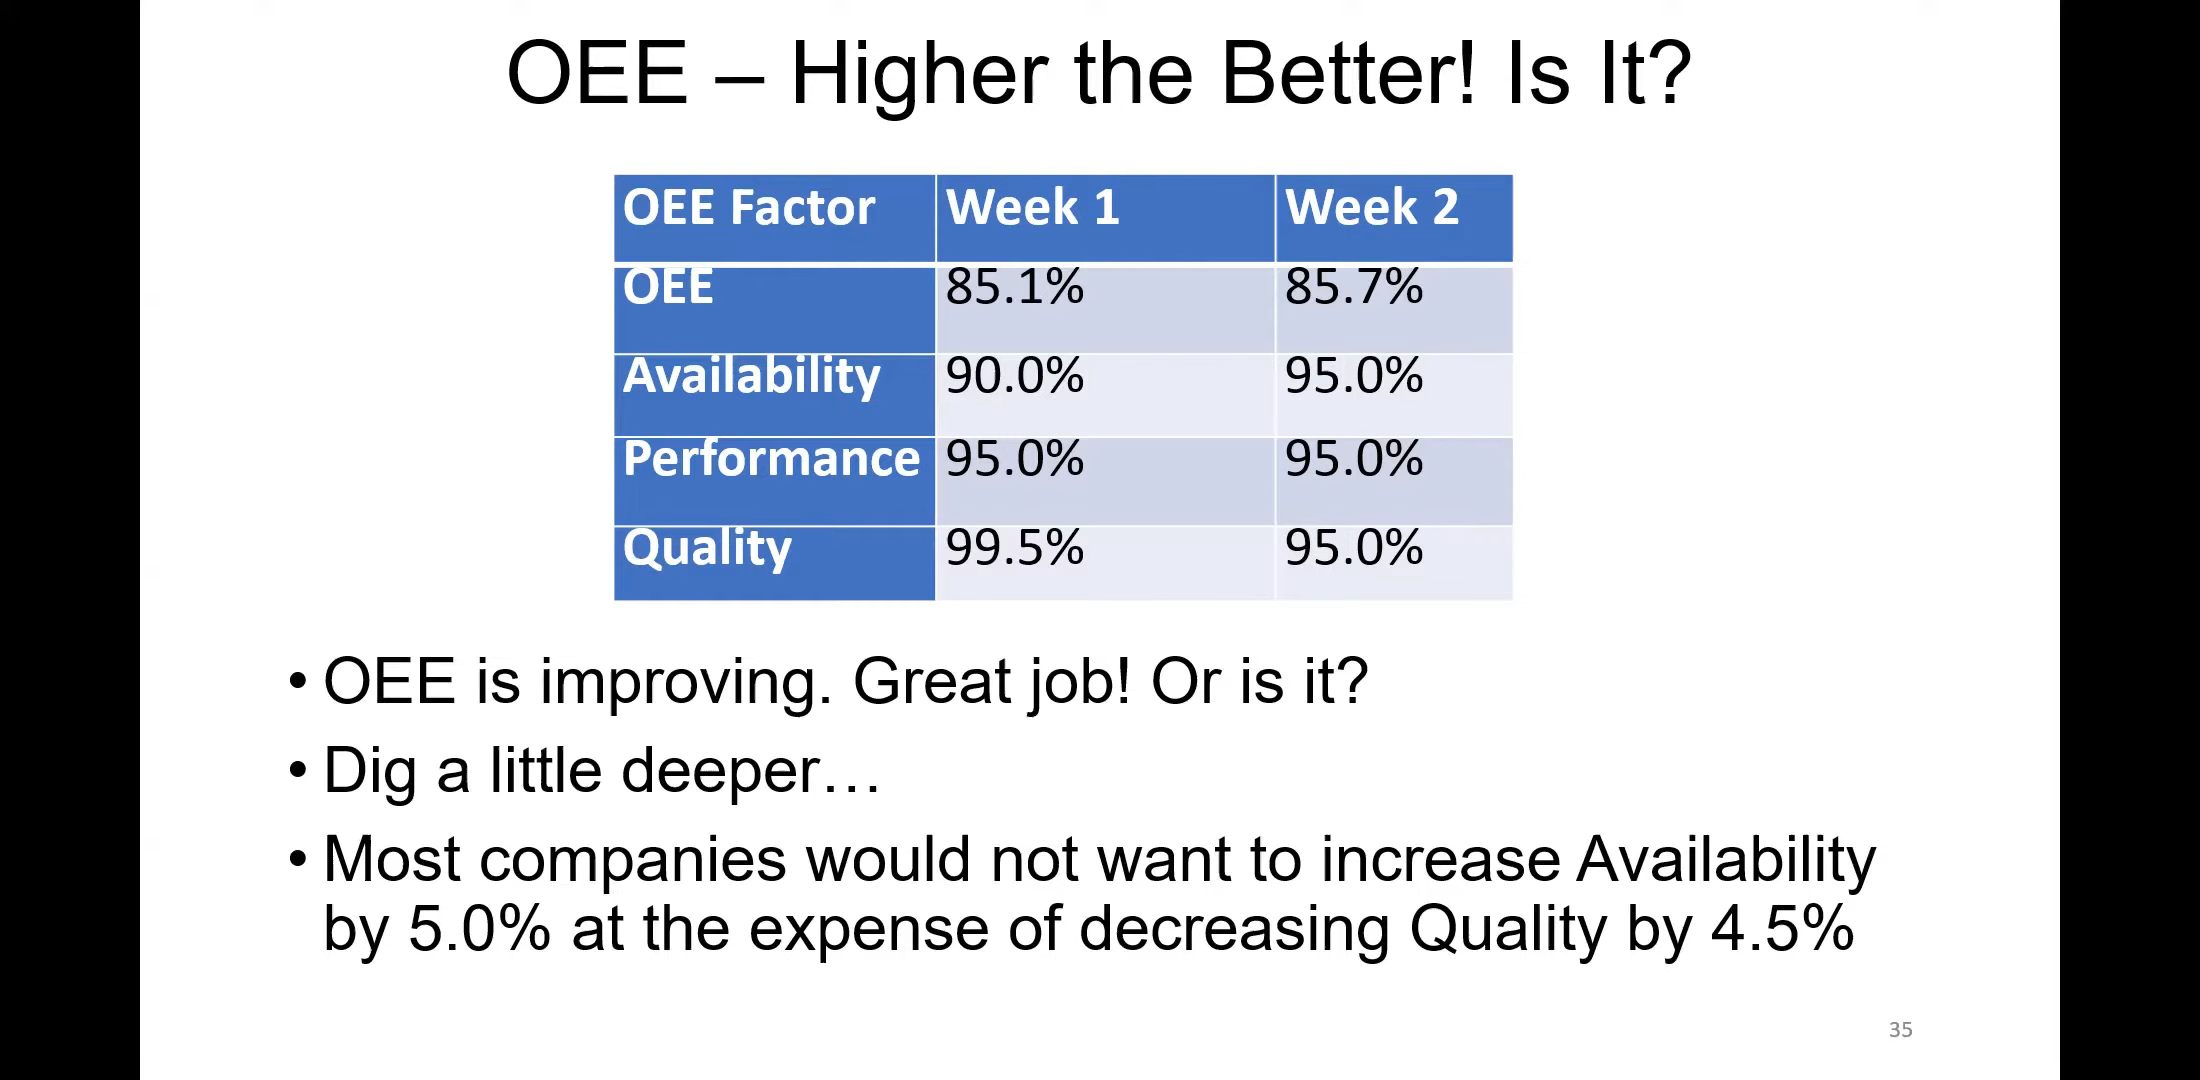 OEE – Higher the Better! Is It?
OEE Factor Week 1 Week 2
OEE 85.1% 85.7%
Availability 90.0% 95.0%
Performance 95.0% 95.0%
Quality 99.5% 95.0%
• OEE is improving. Great job! Or is it?
• Dig a little deeper…
• Most companies would not want to increase Availability
by 5.0% at the expense of decreasing Quality by 4.5%
35